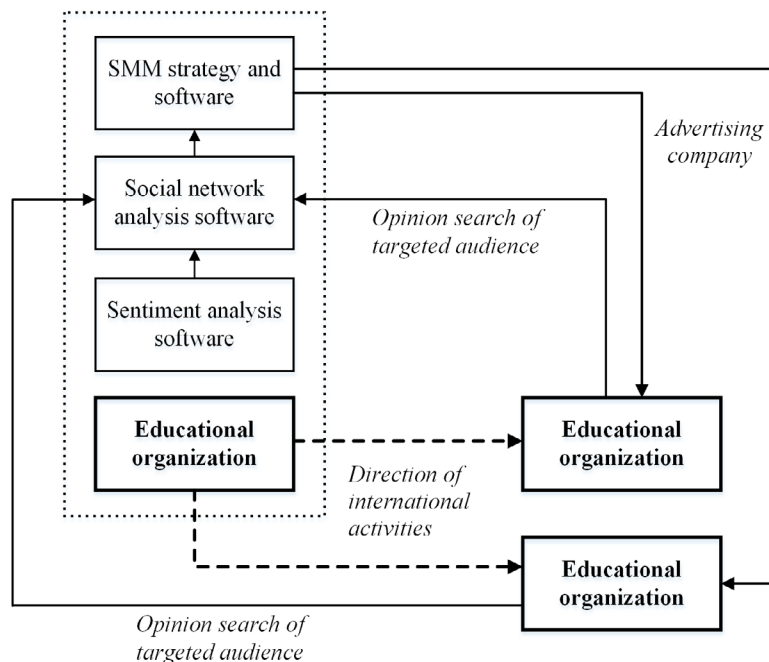 SMM strategy and
software
Advertising
company
Social network
analysis software
Opinion search of
targeted audience
Sentiment analysis
software
Educational
organization
Educational
organization
Direction of
international
activities
Educational
organization
Opinion search of
targeted audience